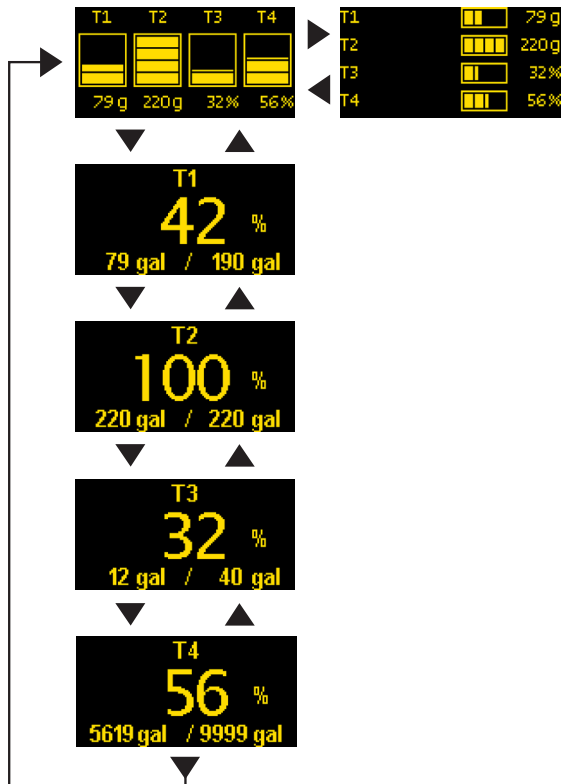 T1 T2 T3 T4
79 g 220 g 32% 56%
T1 79 g
T2 220 g
T3 32%
T4 56%
T1
42 %
79 gal / 190 gal
T2
100 %
220 gal / 220 gal
T3
32 %
12 gal / 40 gal
T4
56 %
5619 gal / 9999 gal